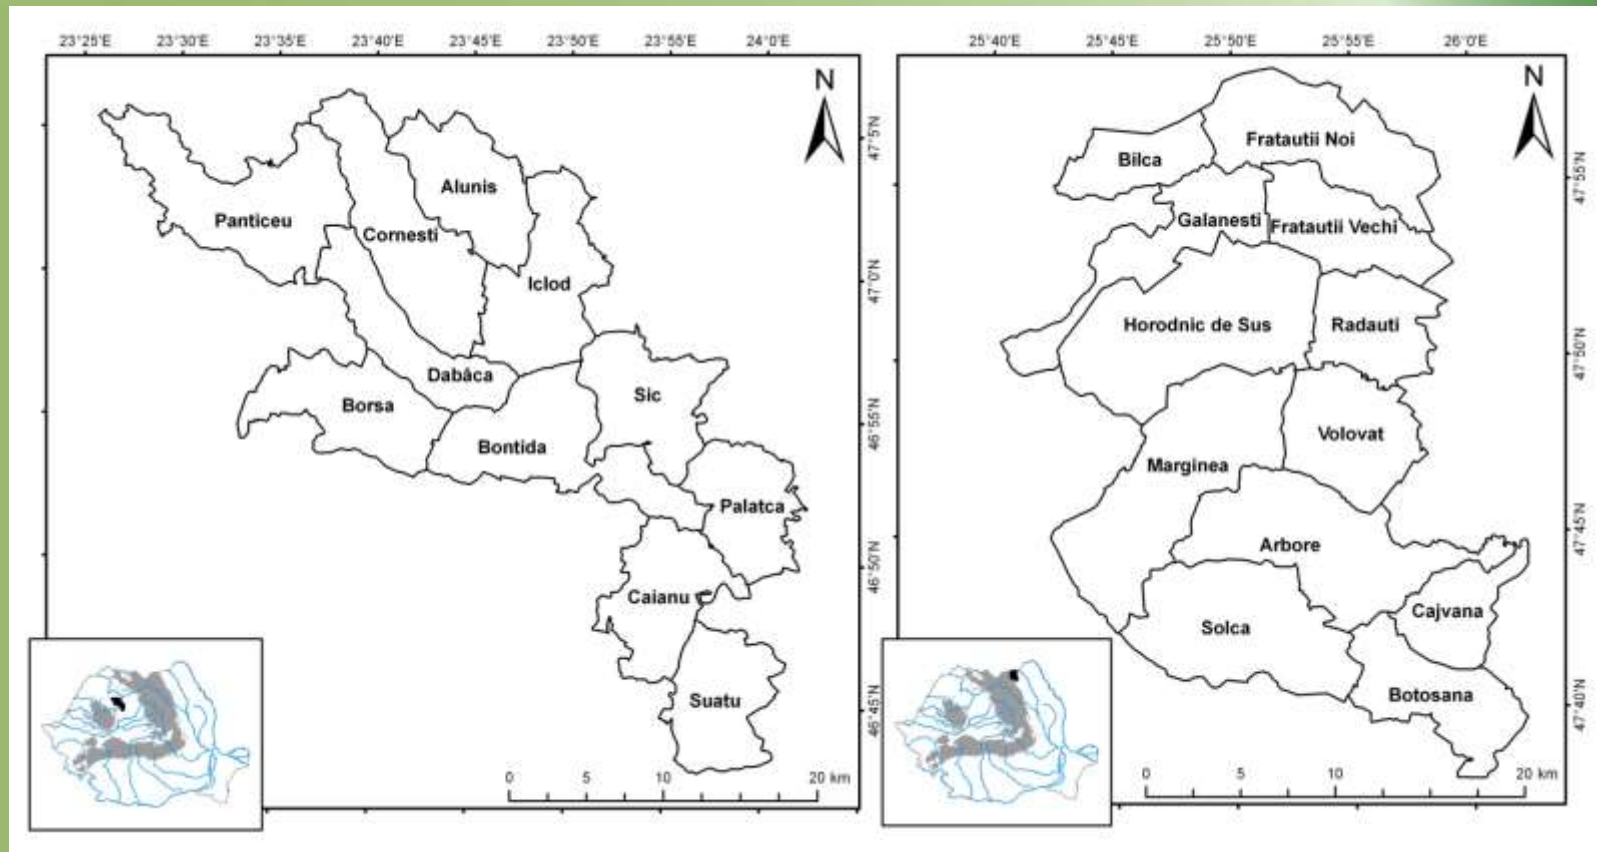 23°25'E 23°30'E 23°35'E 23°40'E 23°45'E 23°50'E 23°55'E 24°0'E
N
47°5'N
47°0'N
46°55'N
46°50'N
46°45'N
Alunis
Panticeu
Cornesti
Iclod
Dabâca
Sic
Borsa
Bontida
Palatca
Caianu
Suatu
0 5 10 20 km
25°40'E 25°45'E 25°50'E 25°55'E 26°0'E
N
47°55'N
47°50'N
47°45'N
47°40'N
Fratautii Noi
Bilca
Galanesti
Fratautii Vechi
Horodnic de Sus
Radauti
Volovat
Marginea
Arbore
Cajvana
Solca
Botosana
0 5 10 20 km